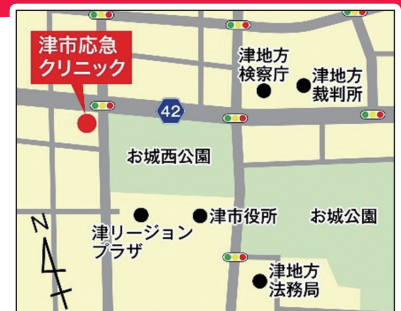 津市応急
クリニック
津地方
検察庁
津地方
裁判所
42
お城西公園
津リージョン
プラザ
津市役所
お城公園
津地方
法務局
N